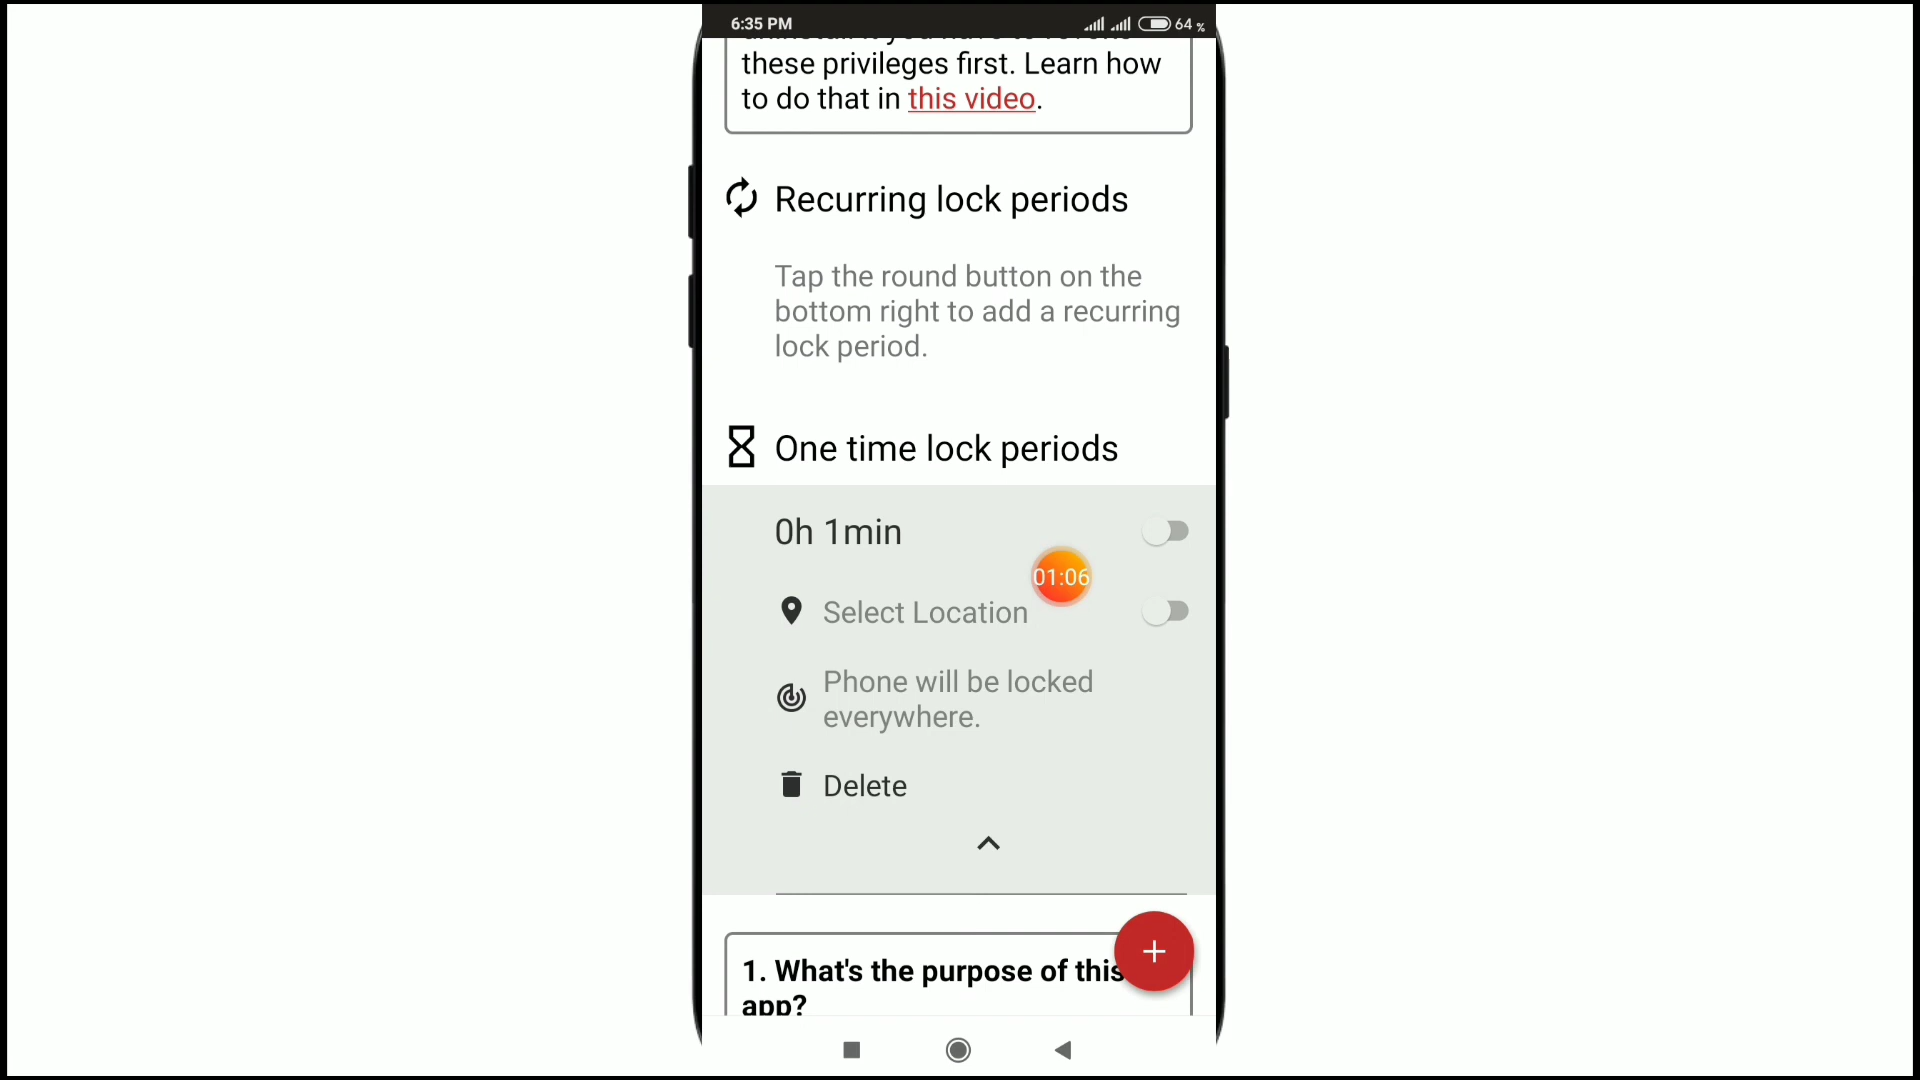 6:35 PM
64 %
these privileges first. Learn how
to do that in this video.
Recurring lock periods
Tap the round button on the
bottom right to add a recurring
lock period.
One time lock periods
0h 1min
01:06
Select Location
Phone will be locked
everywhere.
Delete
1. What's the purpose of this
app?